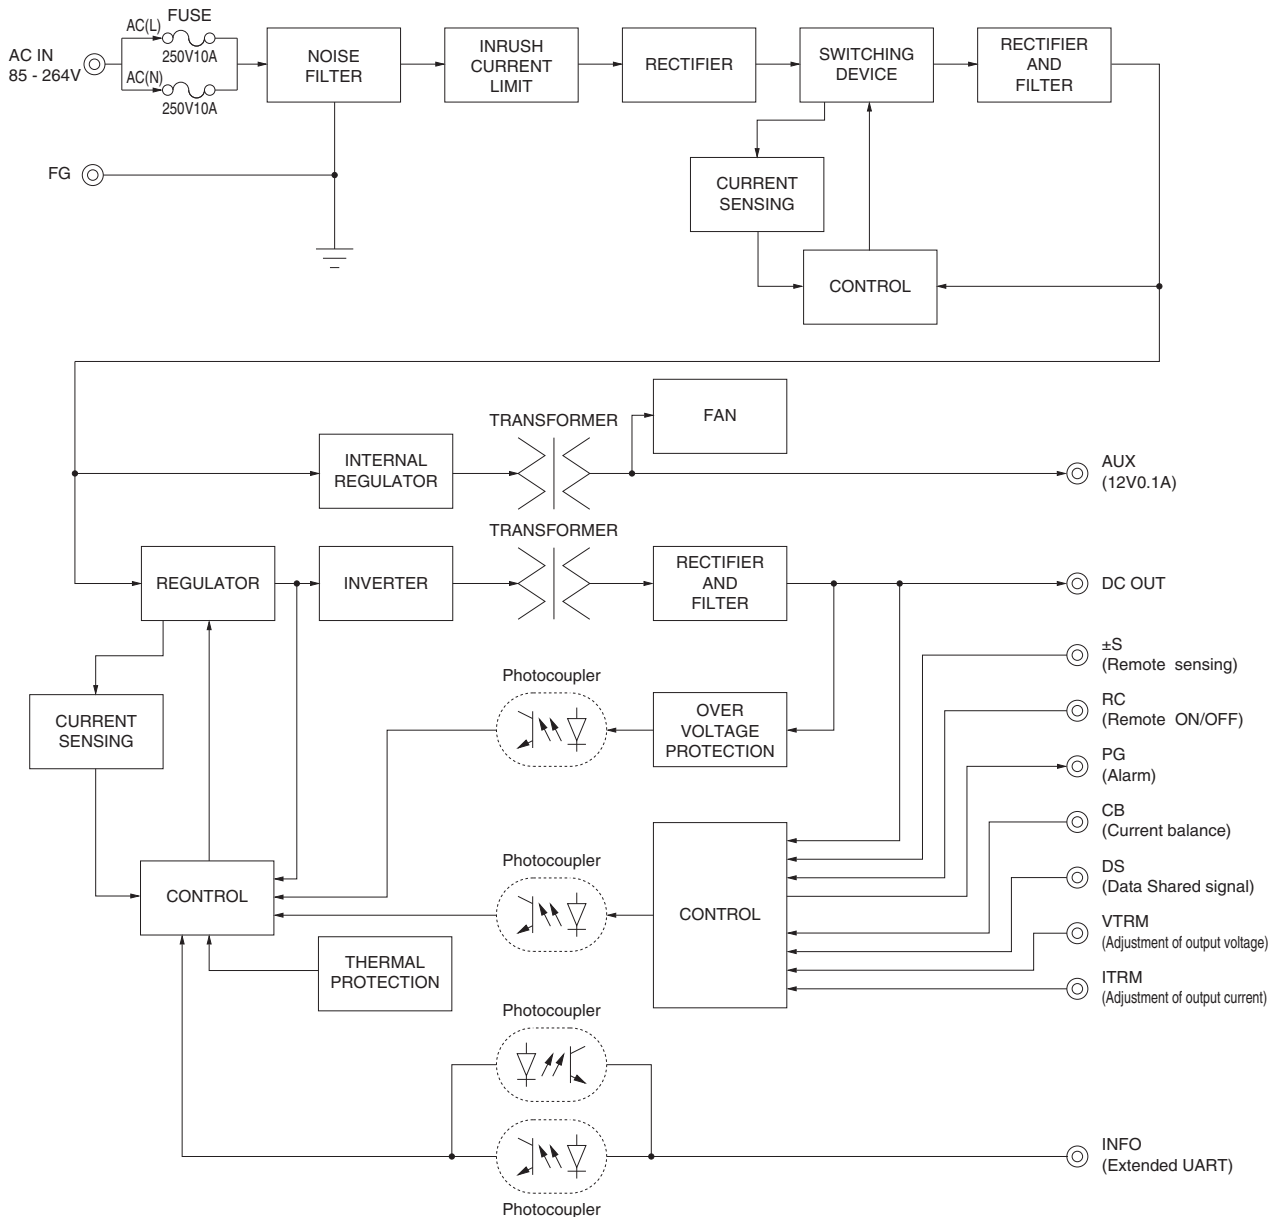 FUSE
AC(L)
AC IN
85 - 264V
250V10A
AC(N)
250V10A
NOISE
FILTER
INRUSH
CURRENT
LIMIT
RECTIFIER
SWITCHING
DEVICE
RECTIFIER
AND
FILTER
FG
CURRENT
SENSING
CONTROL
FAN
TRANSFORMER
INTERNAL
REGULATOR
AUX
(12V0.1A)
TRANSFORMER
REGULATOR
INVERTER
RECTIFIER
AND
FILTER
DC OUT
±S
(Remote sensing)
Photocoupler
CURRENT
SENSING
OVER
VOLTAGE
PROTECTION
RC
(Remote ON/OFF)
PG
(Alarm)
CB
(Current balance)
Photocoupler
CONTROL
CONTROL
DS
(Data Shared signal)
VTRM
(Adjustment of output voltage)
THERMAL
PROTECTION
ITRM
(Adjustment of output current)
Photocoupler
INFO
(Extended UART)
Photocoupler